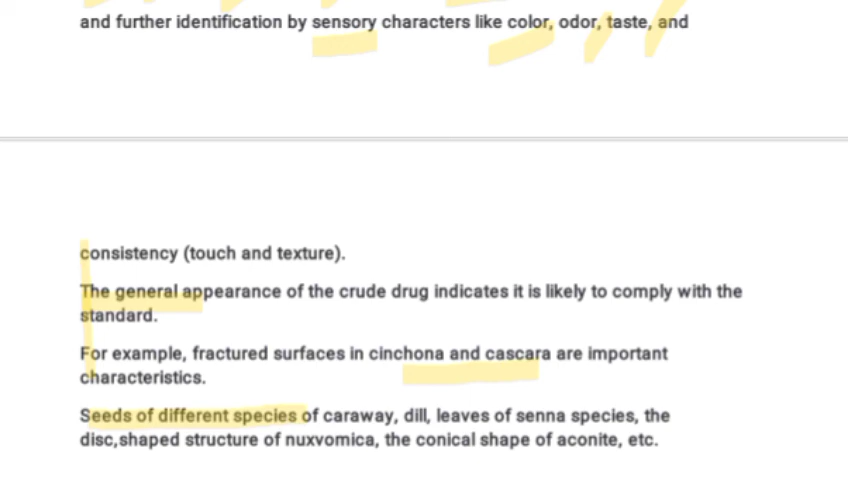 and further identification by sensory characters like color, odor, taste, and
consistency (touch and texture).
The general appearance of the crude drug indicates it is likely to comply with the
standard.
For example, fractured surfaces in cinchona and cascara are important
characteristics.
Seeds of different species of caraway, dill, leaves of senna species, the
disc,shaped structure of nuxvomica, the conical shape of aconite, etc.